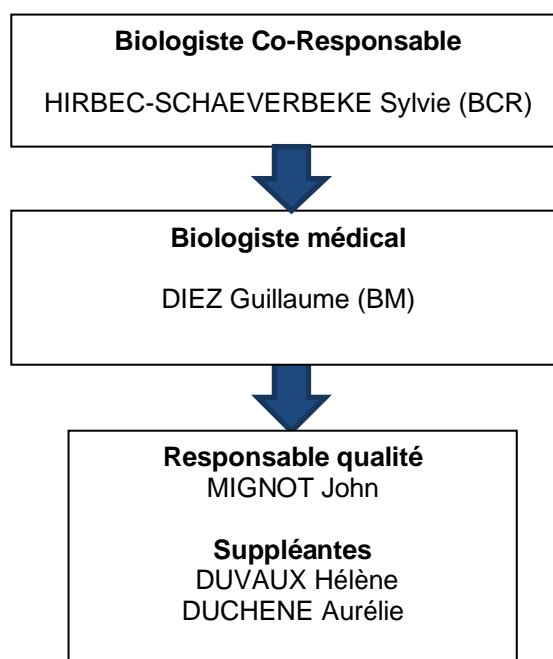 Biologiste Co-Responsable
HIRBEC-SCHAEVERBEKE Sylvie (BCR)
Biologiste médical
DIEZ Guillaume (BM)
Responsable qualité
MIGNOT John
Suppléantes
DUVAUX Hélène
DUCHENE Aurélie